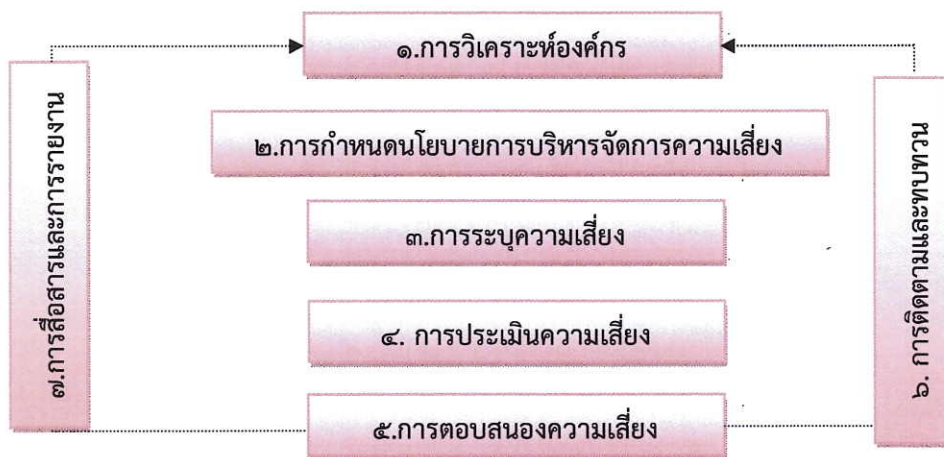 ๑.การวิเคราะห์องค์กร
๒.การกำหนดนโยบายการบริหารจัดการความเสี่ยง
๓.การระบุความเสี่ยง
๔. การประเมินความเสี่ยง
๕.การตอบสนองความเสี่ยง
๖. การติดตามและทบทวน
๗.การสื่อสารและการรายงาน